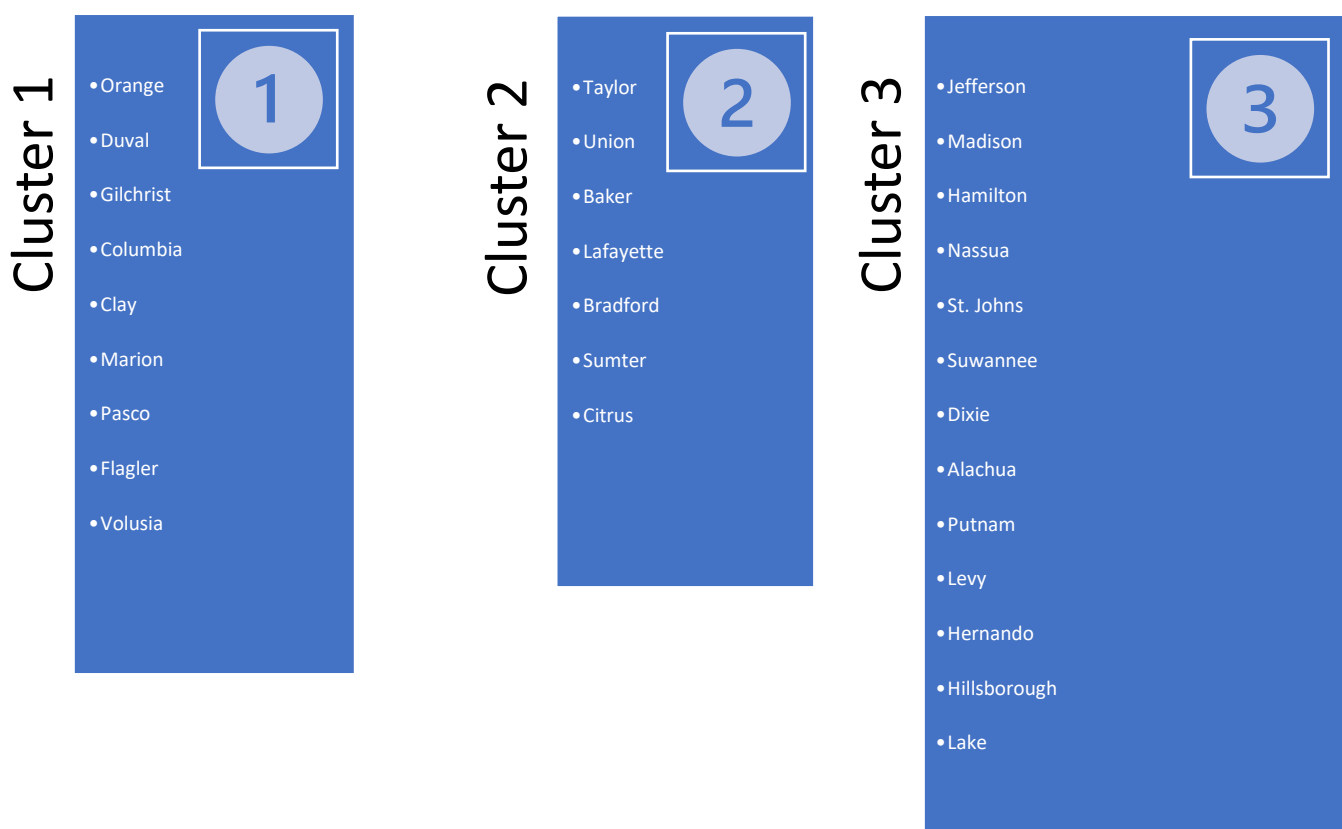 Cluster 1
1
•Orange
•Duval
•Gilchrist
•Columbia
•Clay
•Marion
•Pasco
•Flagler
•Volusia
Cluster 2
2
•Taylor
•Union
•Baker
•Lafayette
•Bradford
•Sumter
•Citrus
Cluster 3
3
•Jefferson
•Madison
•Hamilton
•Nassua
•St. Johns
•Suwannee
•Dixie
•Alachua
•Putnam
•Levy
•Hernando
•Hillsborough
•Lake